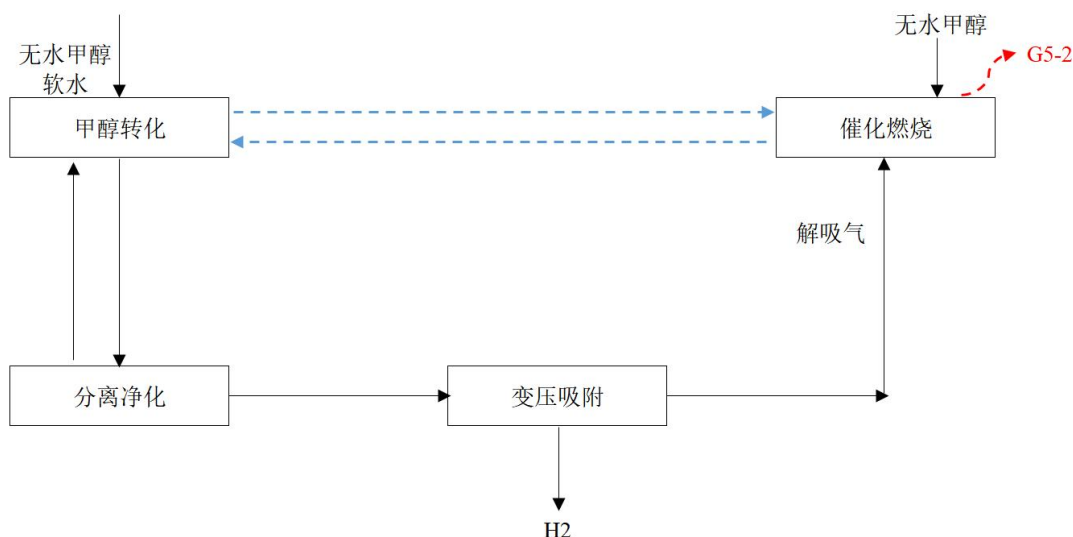 无水甲醇
软水
无水甲醇
G5-2
甲醇转化
催化燃烧
解吸气
分离净化
变压吸附
H2